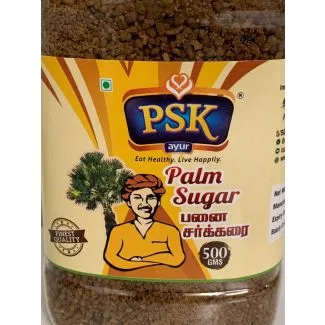 ®
PSK
ayur
Eat Healthy. Live Happily.
Palm
Sugar
பனை
சர்க்கரை
FINEST
QUALITY
500
GMS